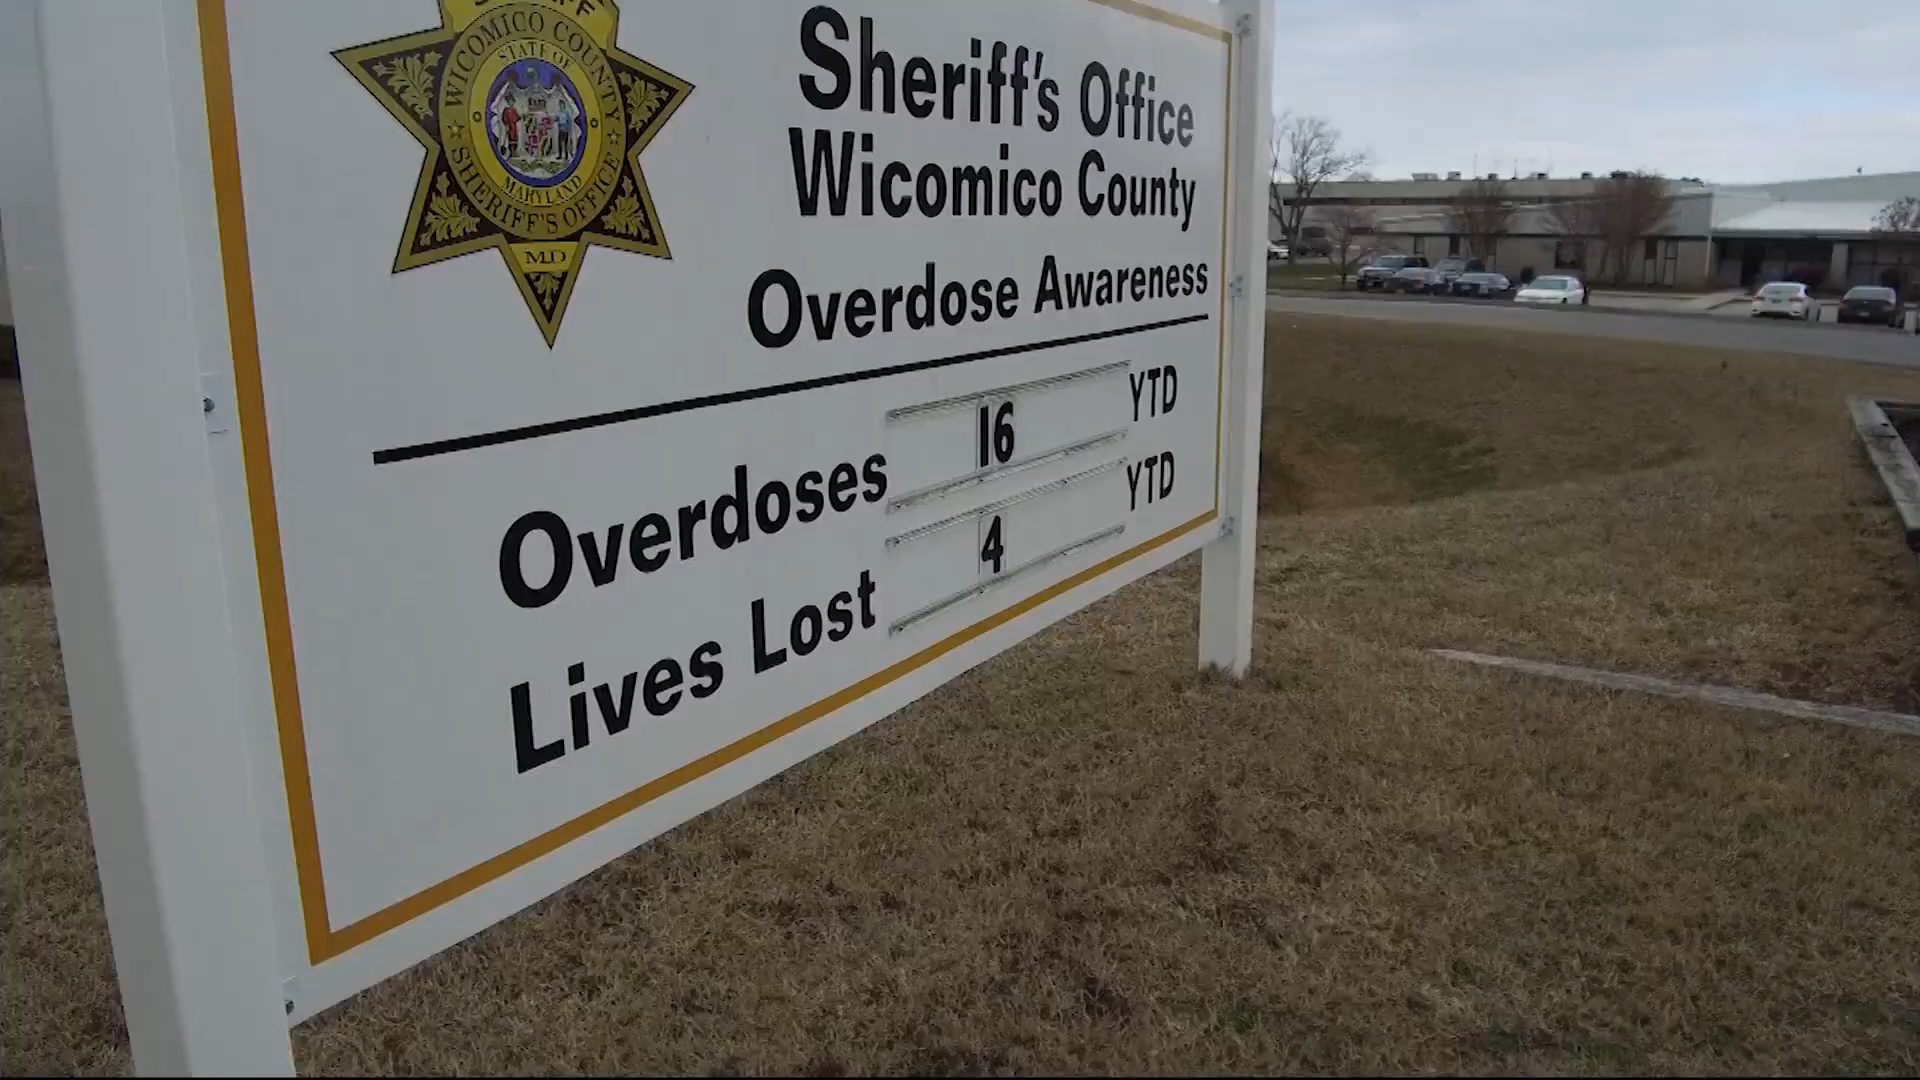 WICOMICO COUNTY
STATE OF
MARYLAND
SHERIFF'S OFFICE
MD
Sheriff's Office
Wicomico County
Overdose Awareness
Overdoses 16 YTD
Lives Lost 4 YTD